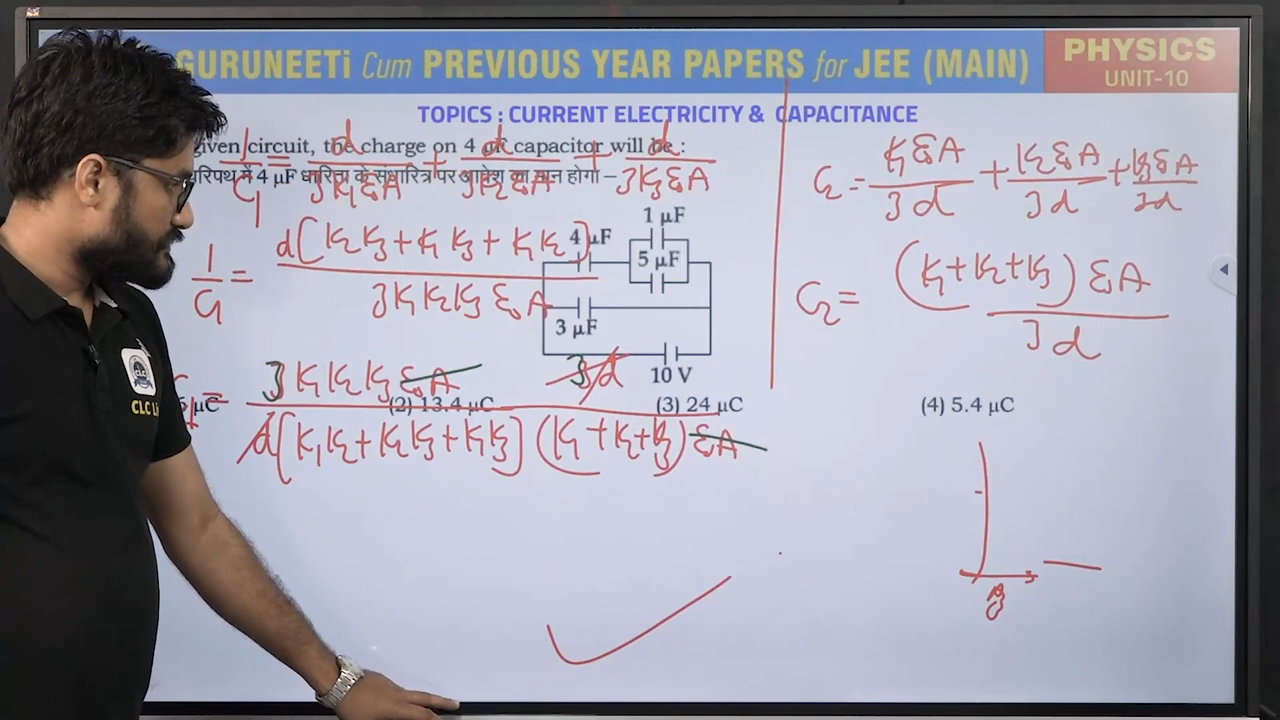 GURUNEETi Cum PREVIOUS YEAR PAPERS for JEE (MAIN)
PHYSICS
UNIT-10
TOPICS : CURRENT ELECTRICITY & CAPACITANCE
given circuit, the charge on 4 μF capacitor will be :
परिपथ में 4 μF धारिता के संधारित्र पर आवेश का मान होगा –
1/C₁ = d/3K₁ε₀A + d/3K₂ε₀A + d/3K₃ε₀A
C₂ = K₁ε₀A/3d + K₂ε₀A/3d + K₃ε₀A/3d
1 μF
4 μF
5 μF
3 μF
10 V
1/C₁ = d[K₂K₃ + K₁K₃ + K₁K₂]/3K₁K₂K₃ε₀A
C₂ = (K₁+K₂+K₃)ε₀A/3d
= 3K₁K₂K₃ε₀A 3d
d[K₁K₂+K₂K₃+K₁K₃] (K₁+K₂+K₃)ε₀A
μC
(2) 13.4 μC
(3) 24 μC
(4) 5.4 μC
CLC